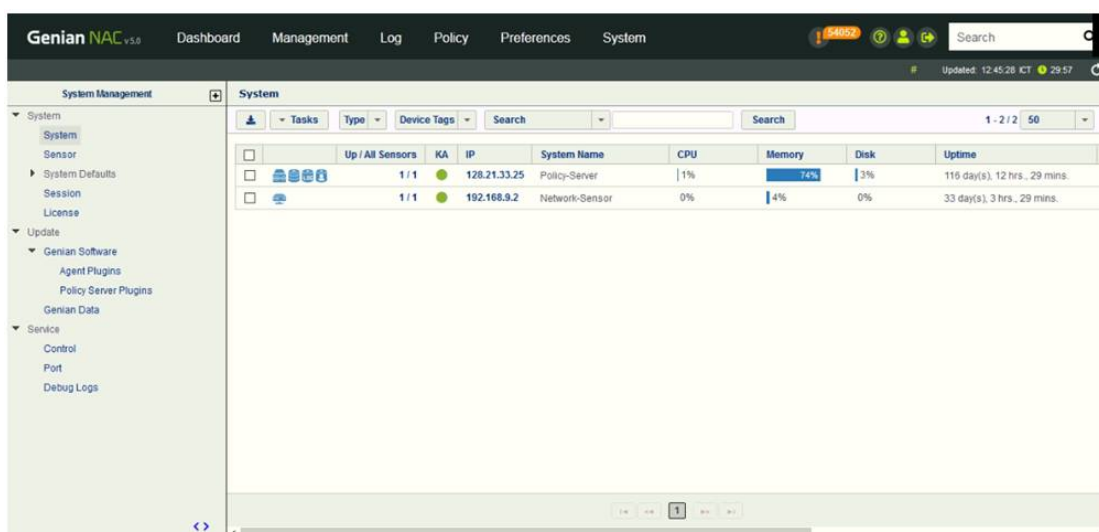 Genian NAC v5.0 Dashboard Management Log Policy Preferences System 54052 Search
# Updated: 12:45:28 ICT 29:57
System Management
System
System
Sensor
System Defaults
Session
License
Update
Genian Software
Agent Plugins
Policy Server Plugins
Genian Data
Service
Control
Port
Debug Logs
System
Tasks Type Device Tags Search Search 1 - 2 / 2 50
Up / All Sensors KA IP System Name CPU Memory Disk Uptime
1 / 1 128.21.33.25 Policy-Server 1% 74% 3% 116 day(s), 12 hrs., 29 mins.
1 / 1 192.168.9.2 Network-Sensor 0% 4% 0% 33 day(s), 3 hrs., 29 mins.
1